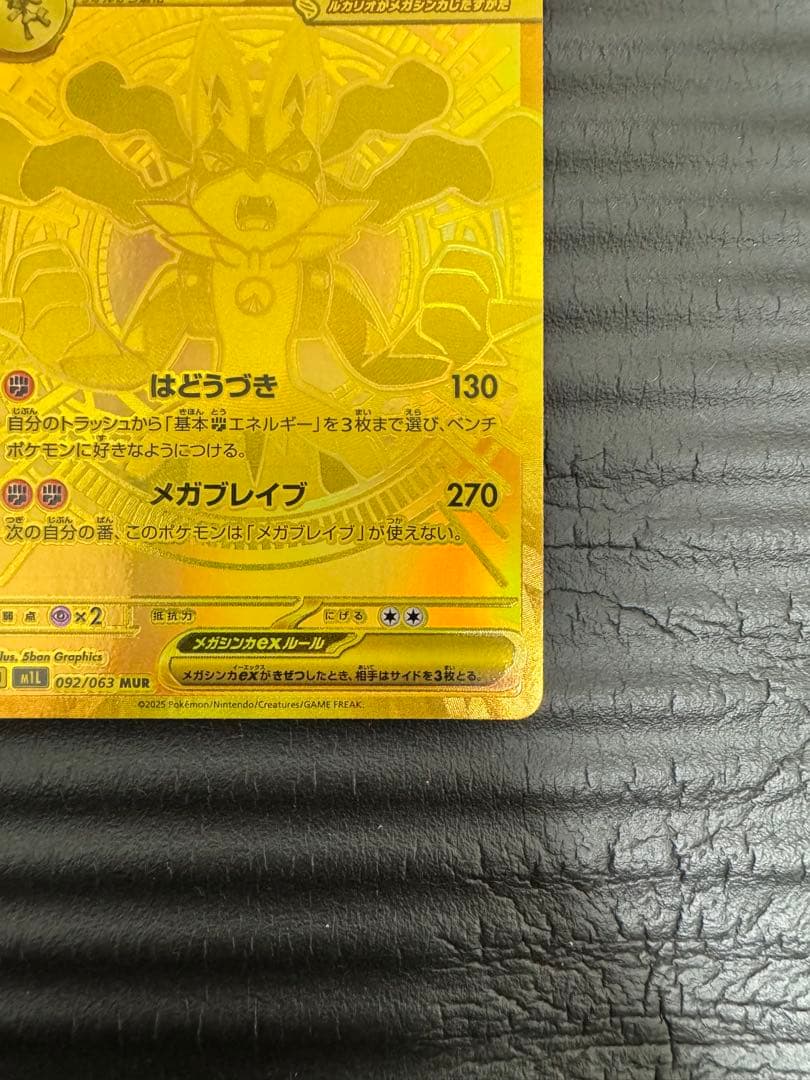 ルカリオがメガシンカしたすがた
はどうづき 130
自分のトラッシュから「基本エネルギー」を3枚まで選び、ベンチ
ポケモンに好きなようにつける。
メガブレイブ 270
次の自分の番、このポケモンは「メガブレイブ」が使えない。
弱点 ×2 抵抗力 にげる
メガシンカexルール
メガシンカexがきぜつしたとき、相手はサイドを3枚とる。
lus. 5ban Graphics
M1L 092/063 MUR
©2025 Pokémon/Nintendo/Creatures/GAME FREAK.